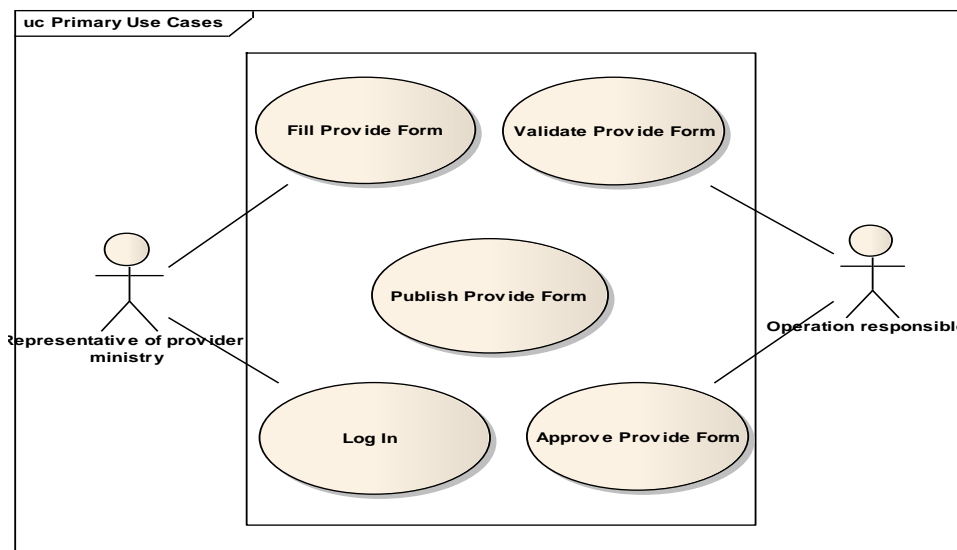 uc Primary Use Cases
Fill Provide Form
Validate Provide Form
Publish Provide Form
Representative of provider
ministry
Operation responsible
Log In
Approve Provide Form